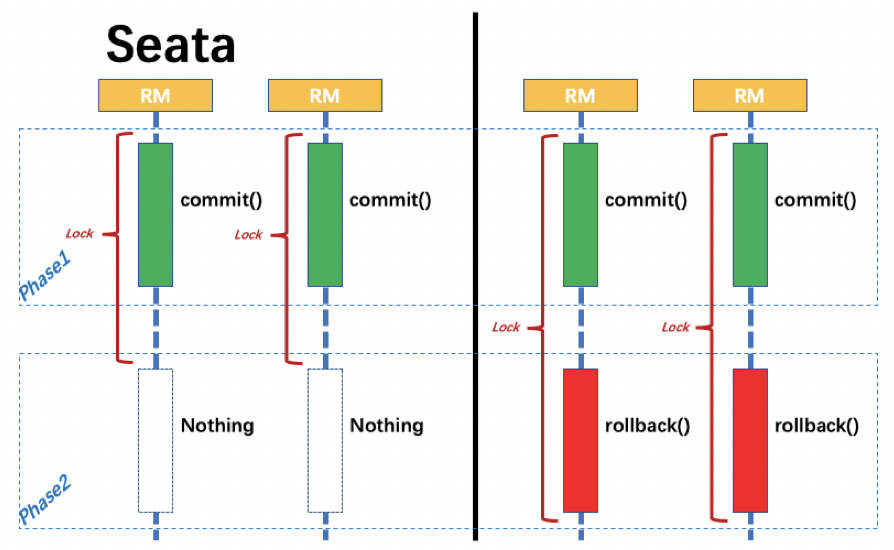 Seata
RM
RM
RM
RM
commit()
commit()
commit()
commit()
Lock
Lock
Phase1
Lock
Lock
Nothing
Nothing
rollback()
rollback()
Phase2